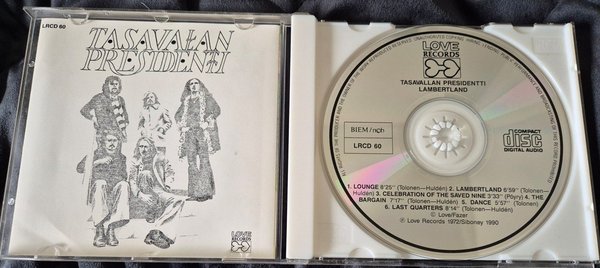 LRCD 60
TASAVALLAN
PRESIDENTTI
LOVE
RECORDS
LOVE
RECORDS
TASAVALLAN PRESIDENTTI
LAMBERTLAND
BIEM/ncb
LRCD 60
COMPACT
disc
DIGITAL AUDIO
1. LOUNGE 8'25" (Tolonen—Huldén) 2. LAMBERTLAND 6'59" (Tolonen—
Huldén) 3. CELEBRATION OF THE SAVED NINE 3'33" (Pöyry) 4. THE
BARGAIN 7'17" (Tolonen—Huldén) 5. DANCE 5'57" (Tolonen)
6. LAST QUARTERS 8'14" (Tolonen—Huldén)
© Love/Fazer
℗ Love Records 1972/Siboney 1990